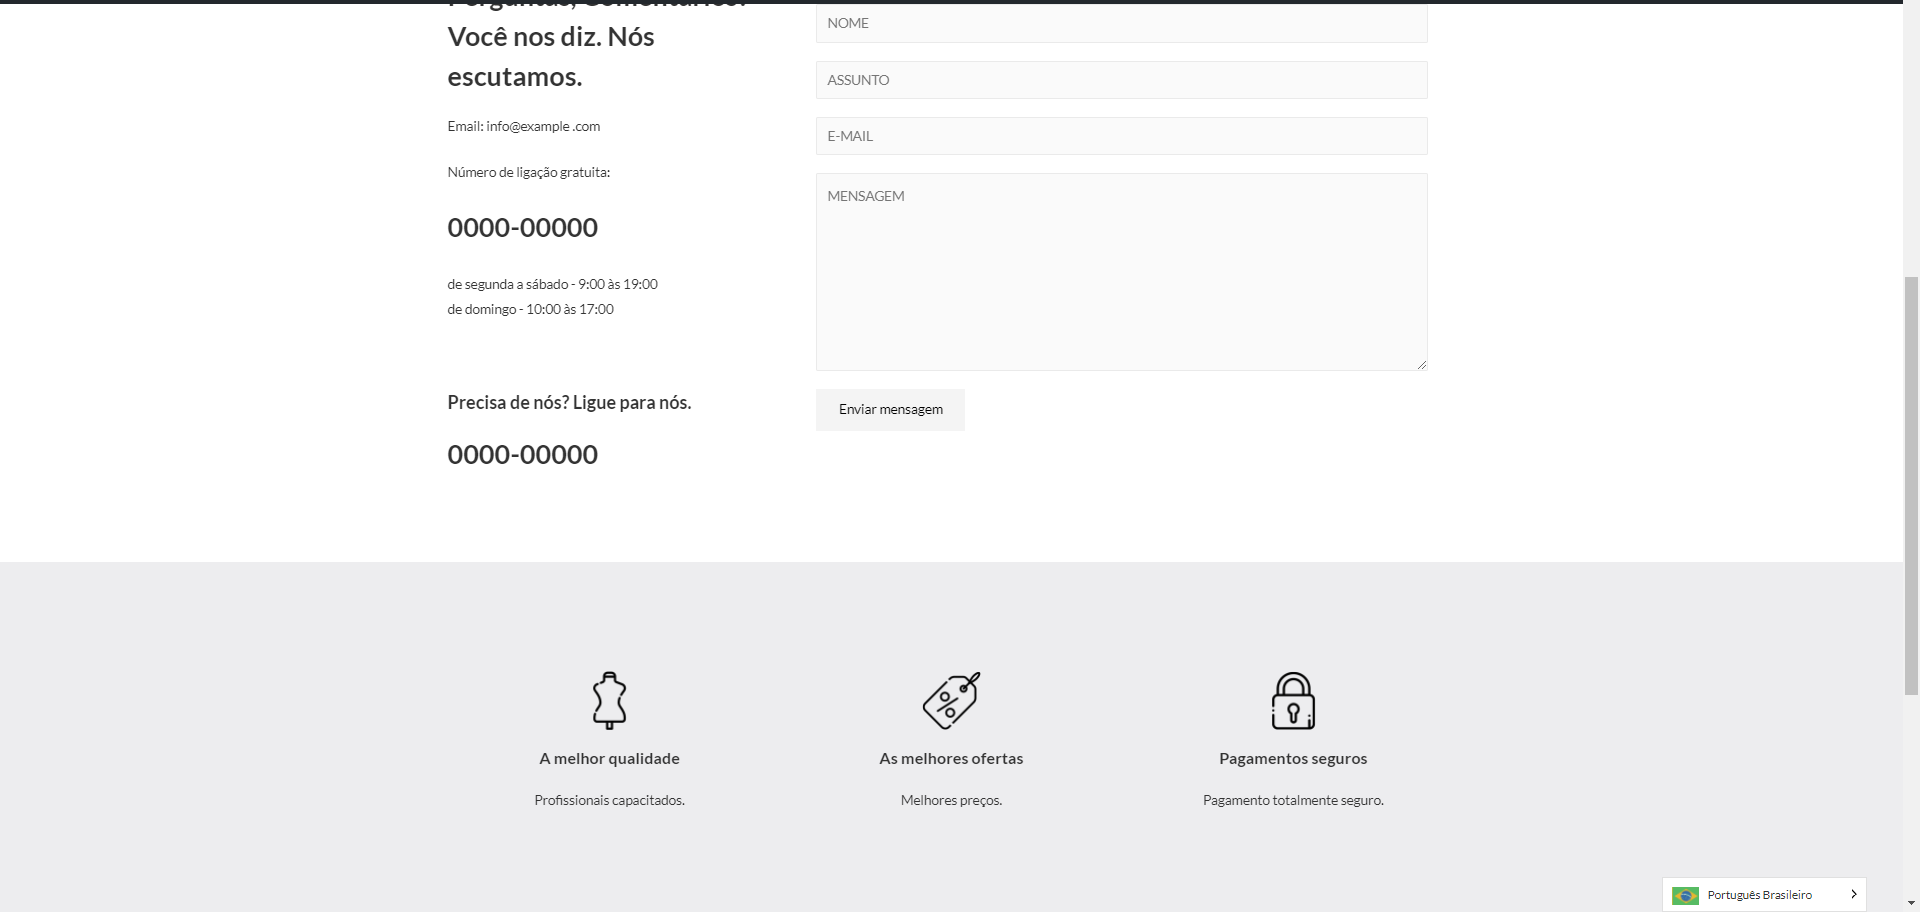 Perguntas, Comentários?
Você nos diz. Nós
escutamos.
Email: info@example .com
Número de ligação gratuita:
0000-00000
de segunda a sábado - 9:00 às 19:00
de domingo - 10:00 às 17:00
Precisa de nós? Ligue para nós.
0000-00000
NOME
ASSUNTO
E-MAIL
MENSAGEM
Enviar mensagem
A melhor qualidade
Profissionais capacitados.
As melhores ofertas
Melhores preços.
Pagamentos seguros
Pagamento totalmente seguro.
Português Brasileiro